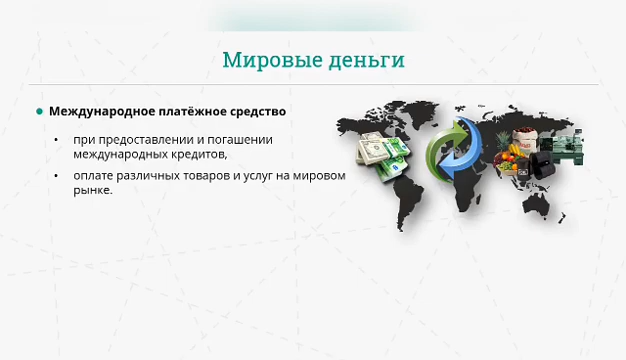 Мировые деньги
Международное платёжное средство
при предоставлении и погашении
международных кредитов,
оплате различных товаров и услуг на мировом
рынке.